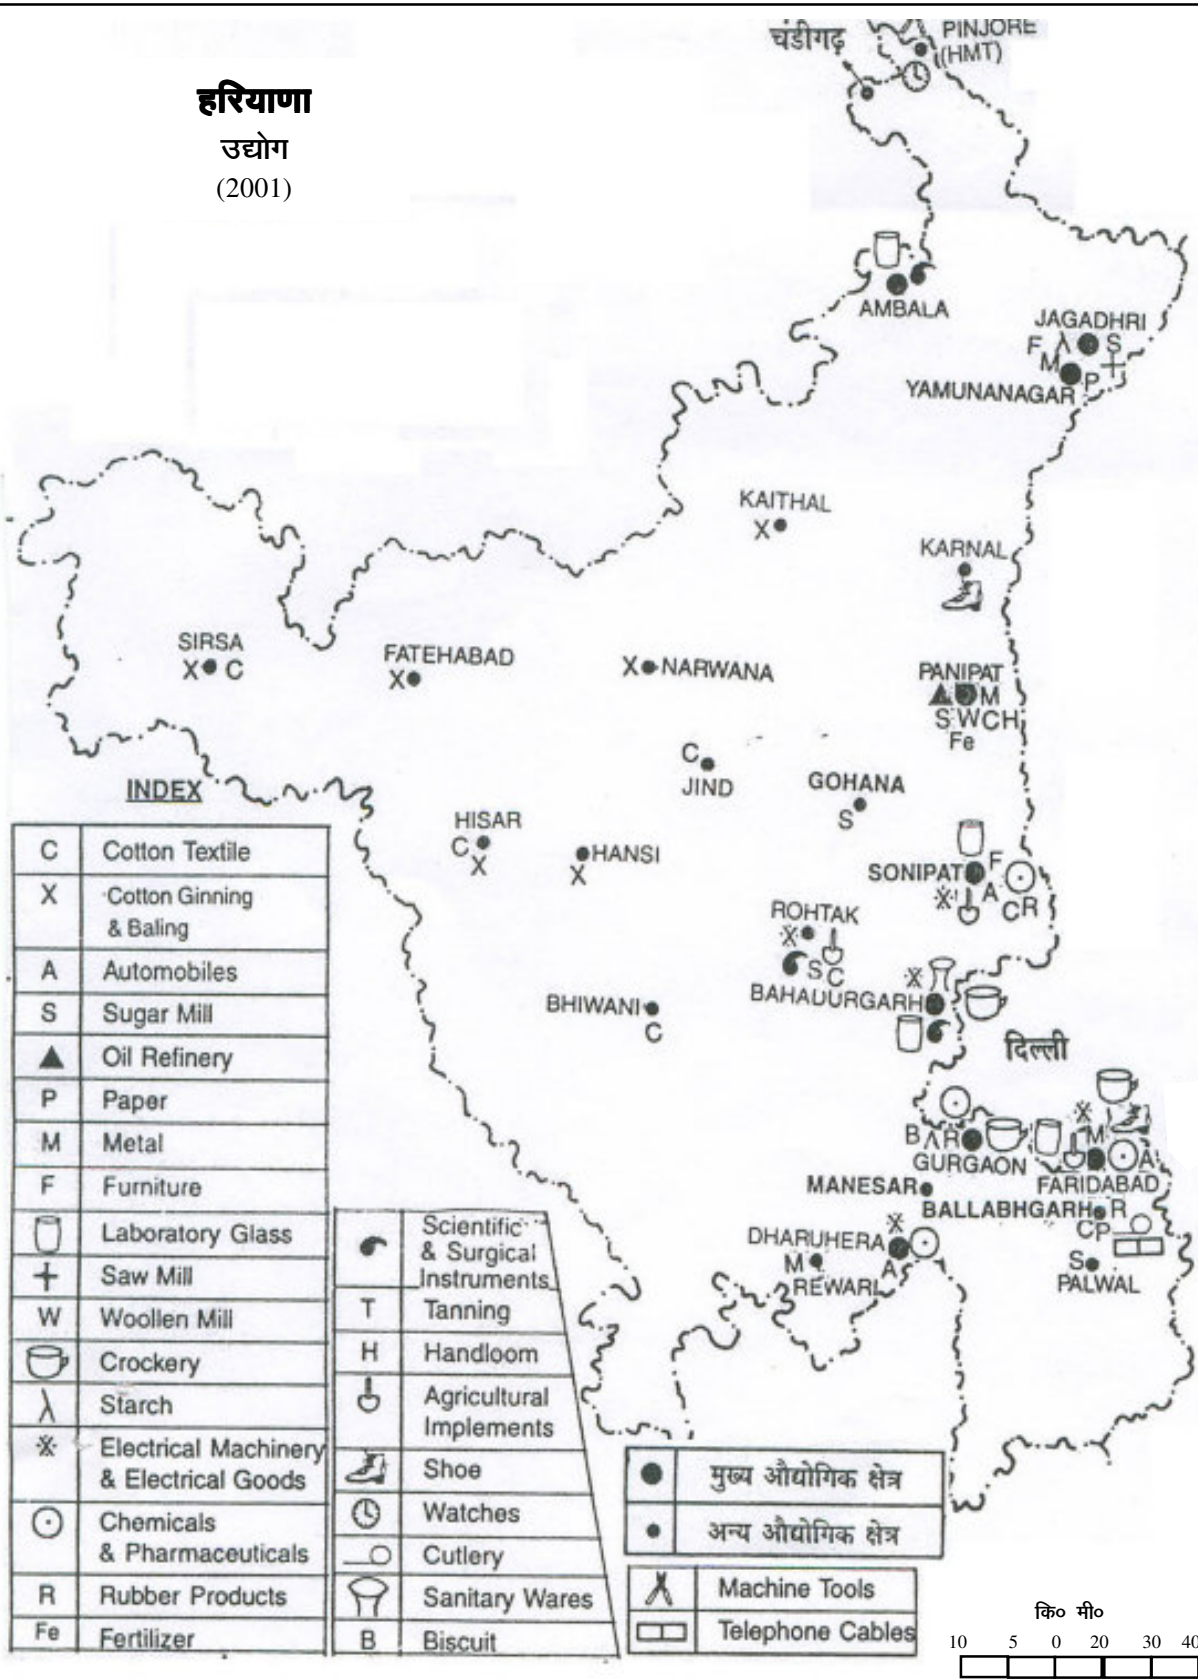 हरियाणा
उद्योग
(2001)
चंडीगढ़
PINJORE
(HMT)
AMBALA
JAGADHRI
F λ S
M
P
YAMUNANAGAR
KAITHAL
X
KARNAL
SIRSA
X C
FATEHABAD
X
X NARWANA
PANIPAT
M
S W C H
Fe
C
JIND
GOHANA
S
HISAR
C
X
HANSI
X
SONIPAT F
A
C R
ROHTAK
S C
BAHADURGARH
BHIWANI
C
दिल्ली
B λ R
GURGAON
M
A
FARIDABAD
MANESAR
BALLABHGARH R
C P
DHARUHERA
A
M
REWARI
S
PALWAL
INDEX
C Cotton Textile
X Cotton Ginning
& Baling
A Automobiles
S Sugar Mill
Oil Refinery
P Paper
M Metal
F Furniture
Laboratory Glass
Saw Mill
W Woollen Mill
Crockery
λ Starch
Electrical Machinery
& Electrical Goods
Chemicals
& Pharmaceuticals
R Rubber Products
Fe Fertilizer
Scientific
& Surgical
Instruments
T Tanning
H Handloom
Agricultural
Implements
Shoe
Watches
Cutlery
Sanitary Wares
B Biscuit
मुख्य औद्योगिक क्षेत्र
अन्य औद्योगिक क्षेत्र
Machine Tools
Telephone Cables
कि० मी०
10 5 0 20 30 40